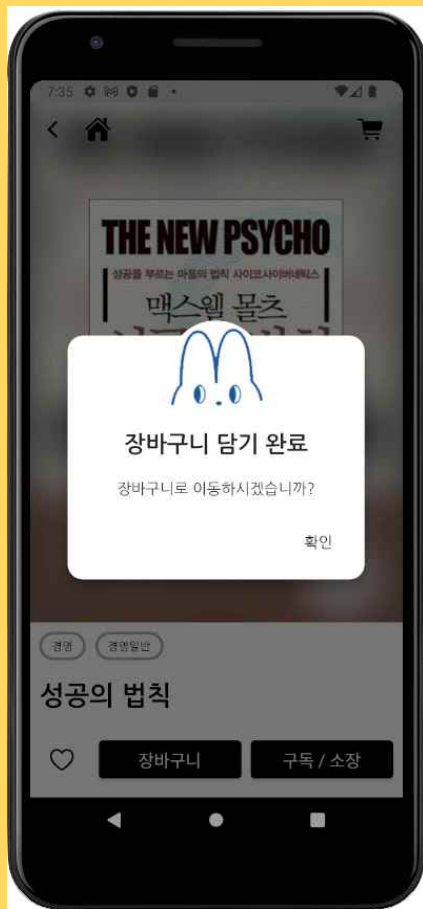 7:35
THE NEW PSYCHO
성공을 부르는 마음의 법칙 사이코사이버네틱스
맥스웰 몰츠
장바구니 담기 완료
장바구니로 이동하시겠습니까?
확인
경영
경영일반
성공의 법칙
장바구니
구독 / 소장